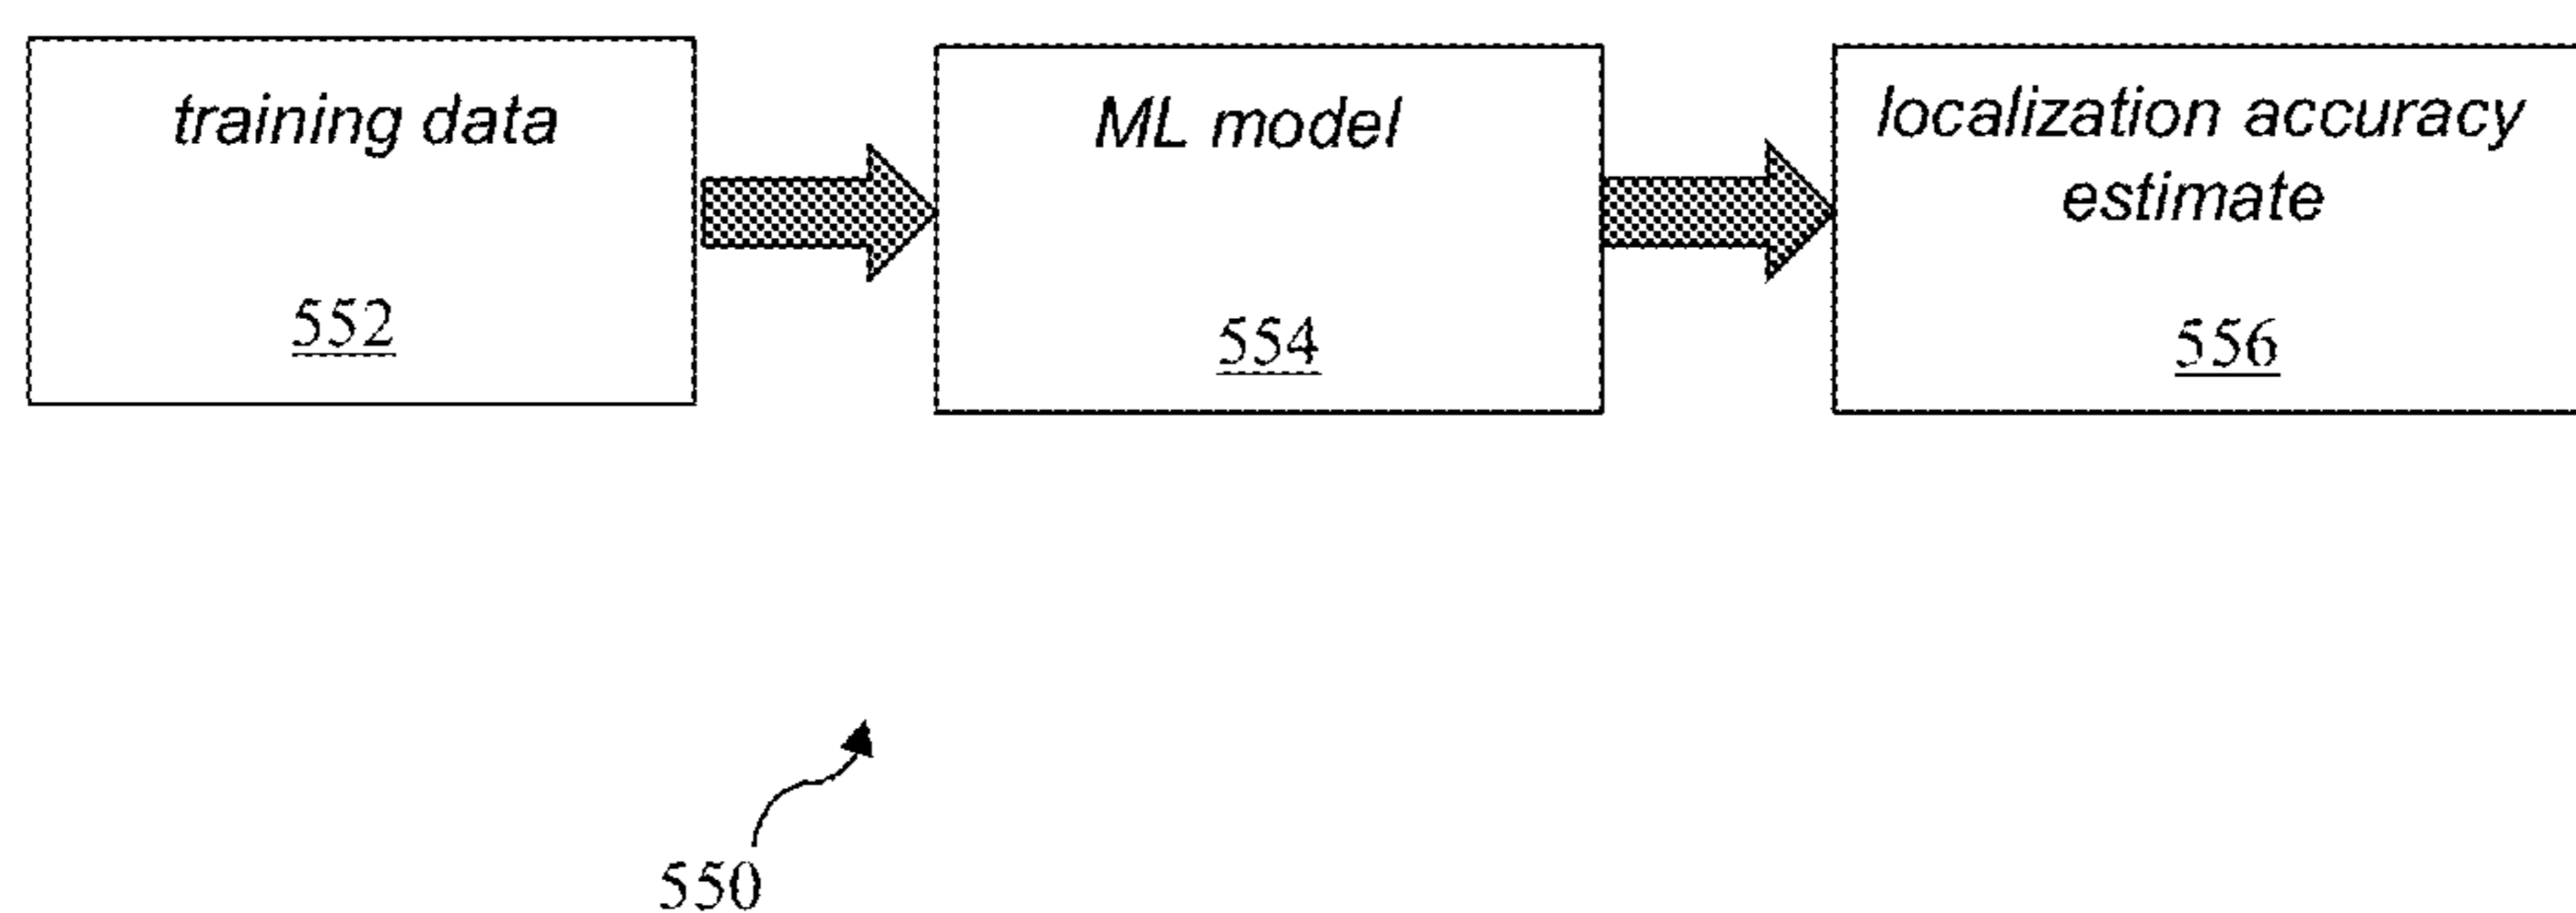 training data
552
ML model
554
localization accuracy
estimate
556
550